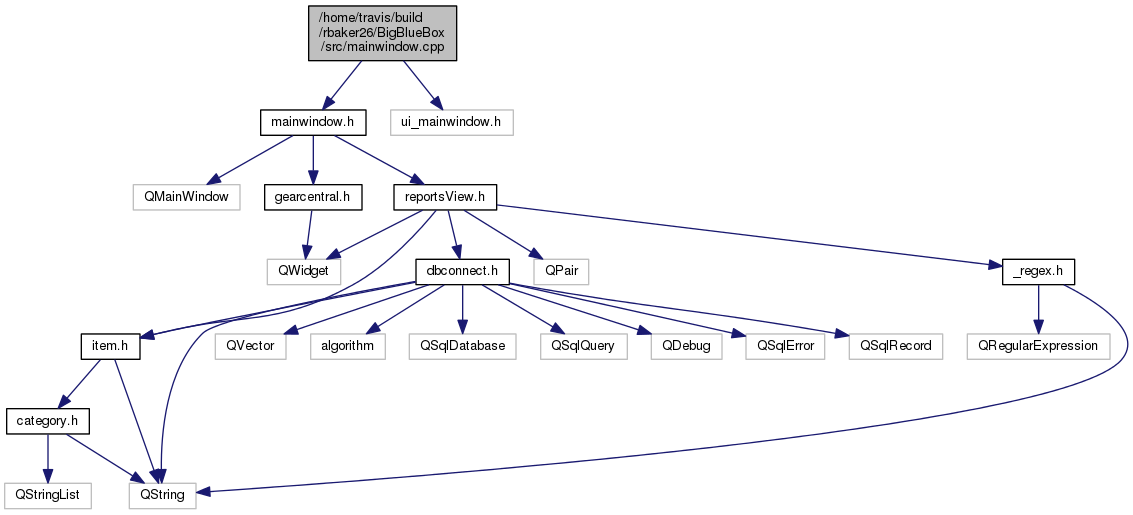 /home/travis/build
/rbaker26/BigBlueBox
/src/mainwindow.cpp
mainwindow.h
ui_mainwindow.h
QMainWindow
gearcentral.h
reportsView.h
QWidget
dbconnect.h
QPair
_regex.h
item.h
QVector
algorithm
QSqlDatabase
QSqlQuery
QDebug
QSqlError
QSqlRecord
QRegularExpression
category.h
QStringList
QString